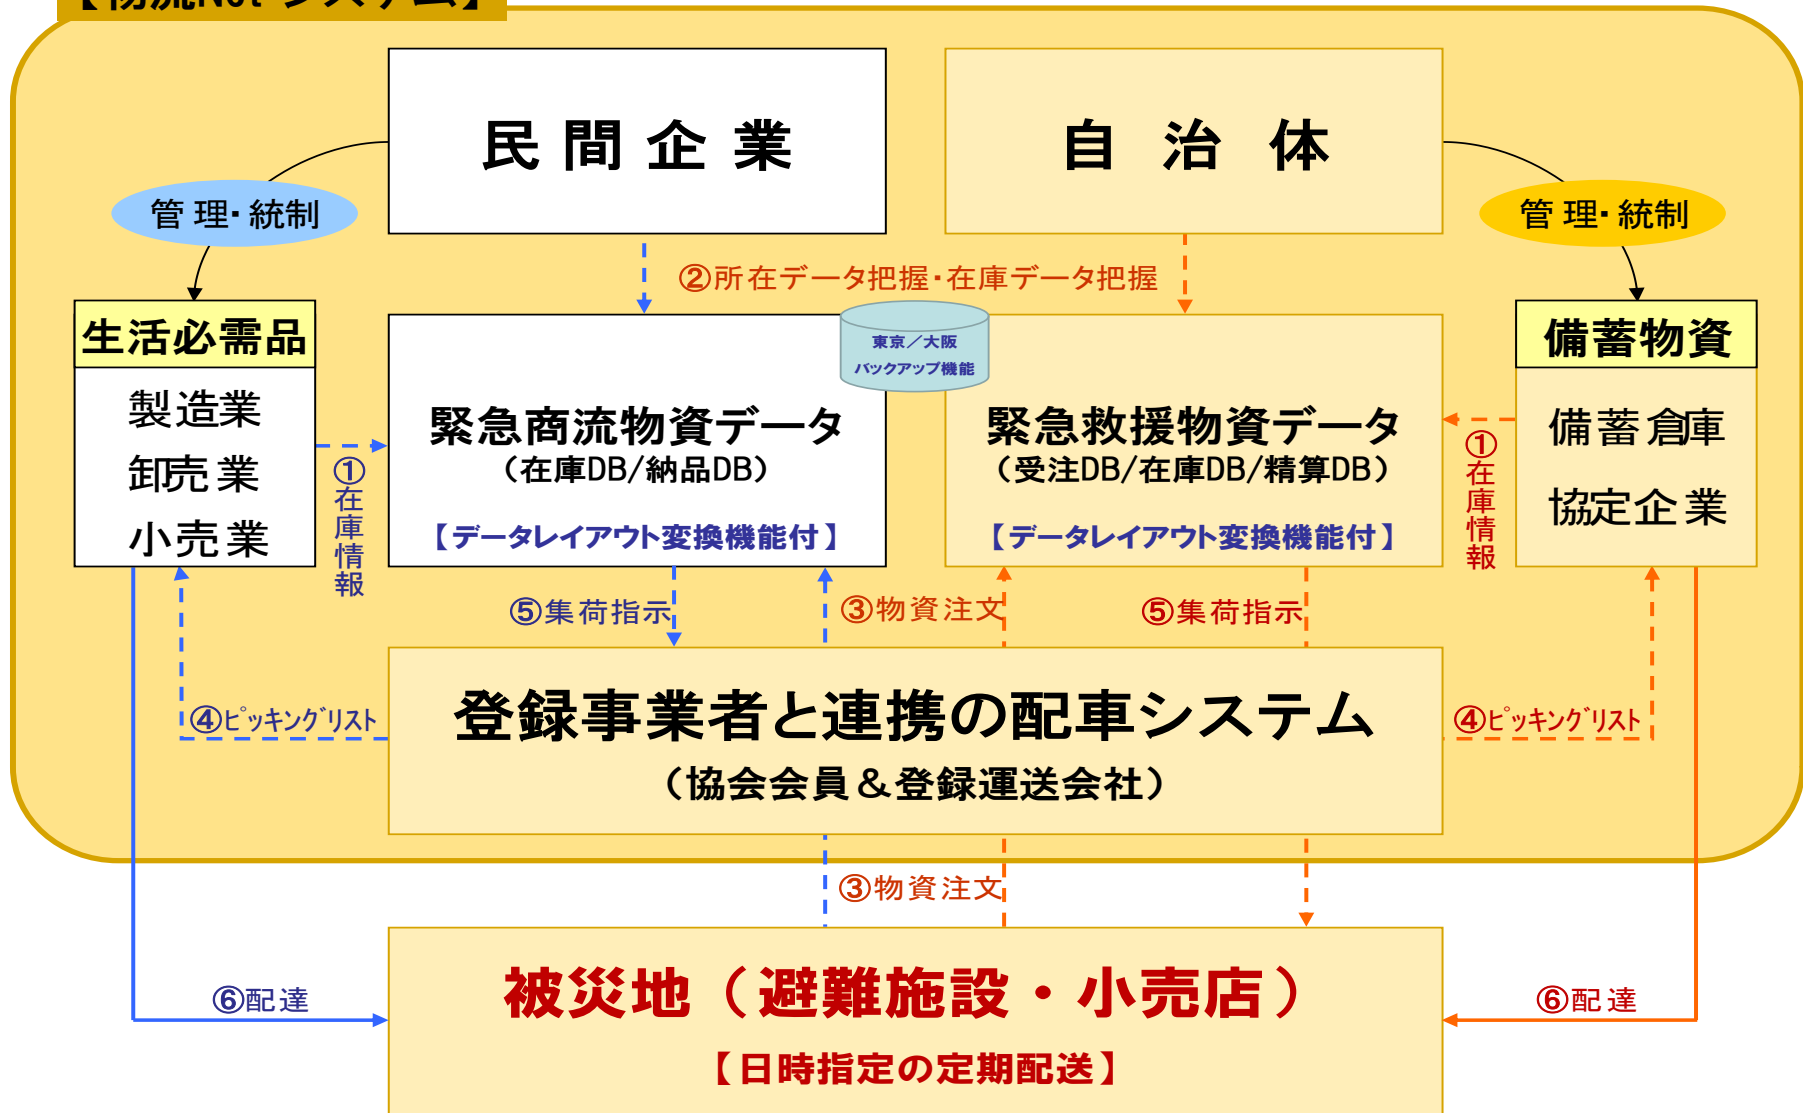 【物流Net システム】
民間企業
自治体
管理・統制
管理・統制
②所在データ把握・在庫データ把握
生活必需品
製造業
卸売業
小売業
東京／大阪
バックアップ機能
備蓄物資
備蓄倉庫
協定企業
緊急商流物資データ
（在庫DB/納品DB）
【データレイアウト変換機能付】
緊急救援物資データ
（受注DB/在庫DB/精算DB）
【データレイアウト変換機能付】
①在庫情報
①在庫情報
⑤集荷指示
③物資注文
⑤集荷指示
登録事業者と連携の配車システム
（協会会員＆登録運送会社）
④ピッキングリスト
④ピッキングリスト
③物資注文
被災地（避難施設・小売店）
【日時指定の定期配送】
⑥配達
⑥配達